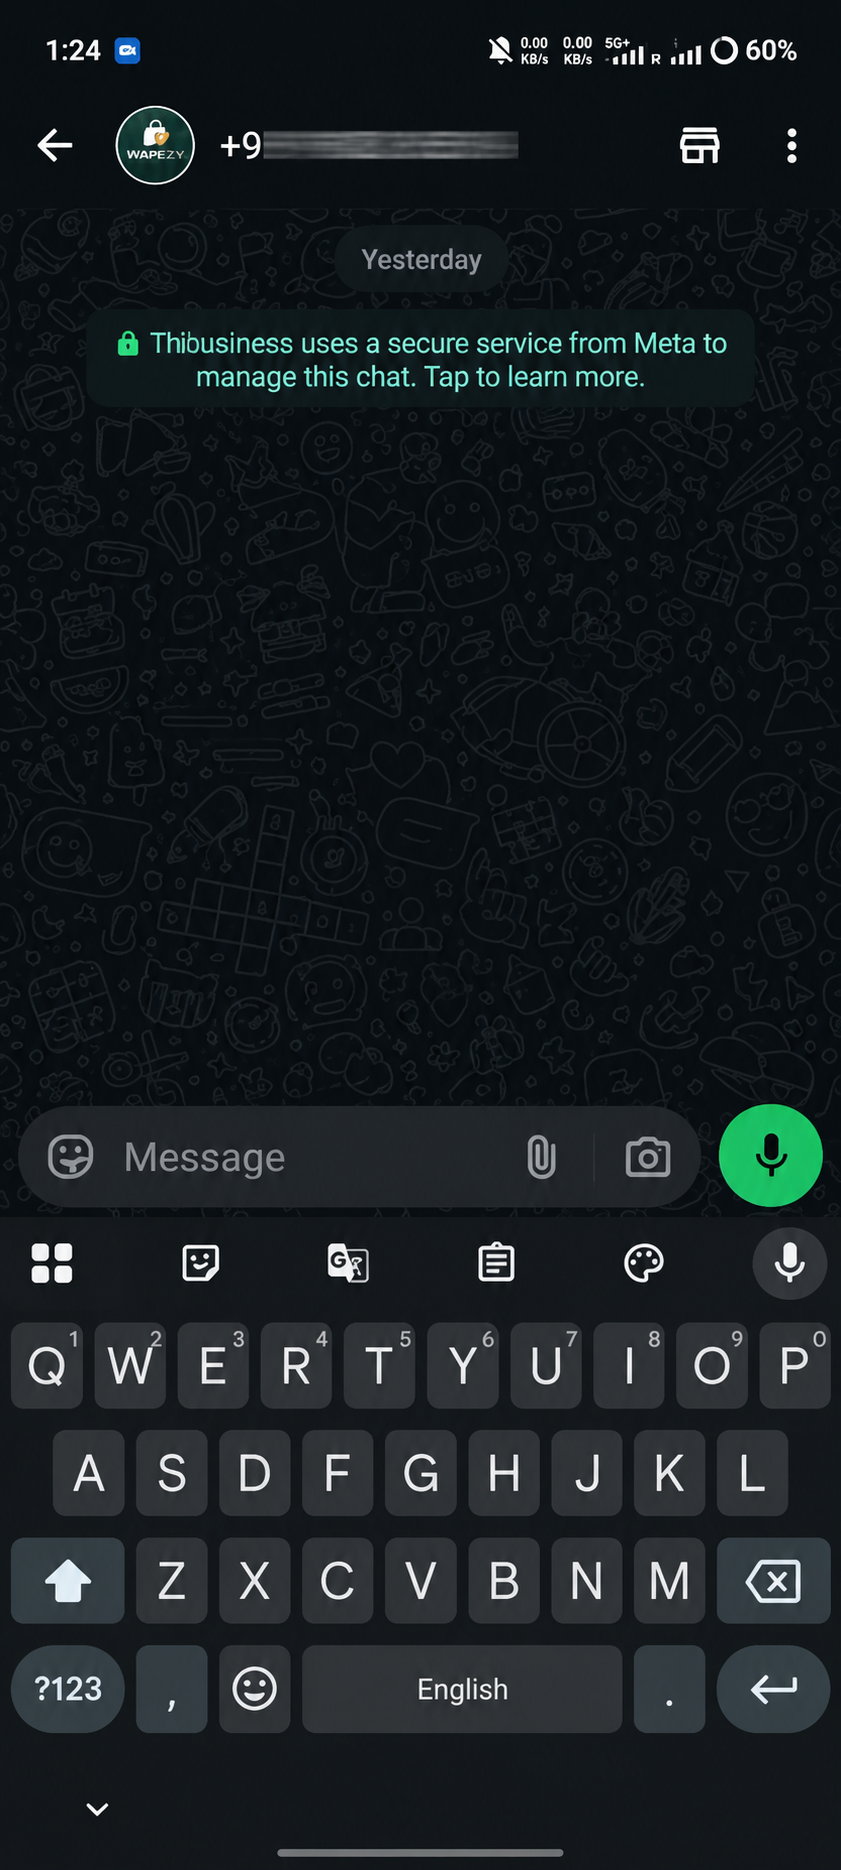 1:24
0.00 KB/s
0.00 KB/s
5G+
R
60%
WAPEZY
+9
Yesterday
Thibusiness uses a secure service from Meta to
manage this chat. Tap to learn more.
Message
G
Q1 W2 E3 R4 T5 Y6 U7 I8 O9 P0
A S D F G H J K L
Z X C V B N M
?123 , English .